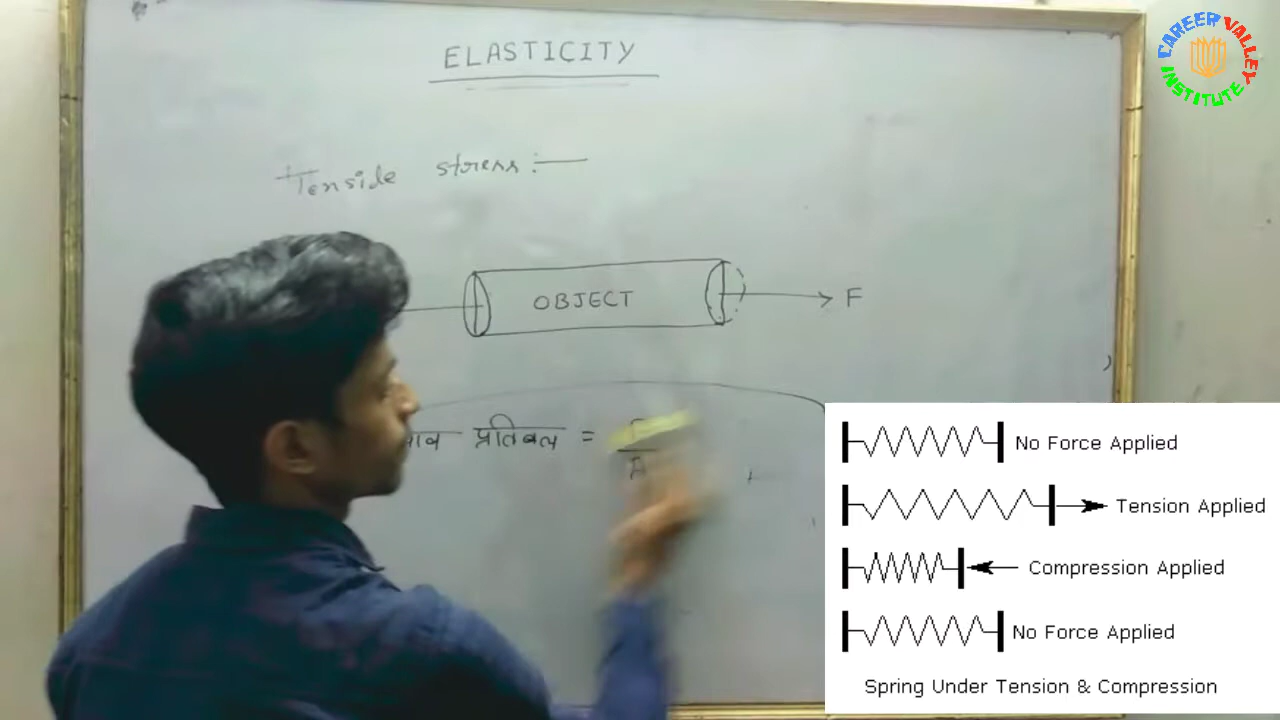 CAREER VALLEY INSTITUTE
ELASTICITY
Tenside stress :—
OBJECT
F
प्रतिबल =
A
No Force Applied
Tension Applied
Compression Applied
No Force Applied
Spring Under Tension & Compression